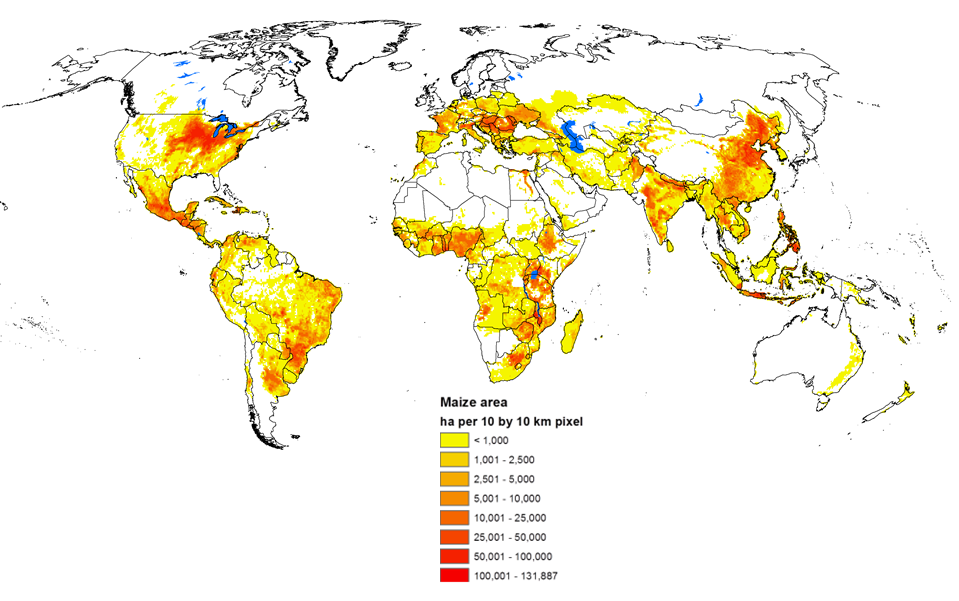 Maize area
ha per 10 by 10 km pixel
< 1,000
1,001 - 2,500
2,501 - 5,000
5,001 - 10,000
10,001 - 25,000
25,001 - 50,000
50,001 - 100,000
100,001 - 131,887